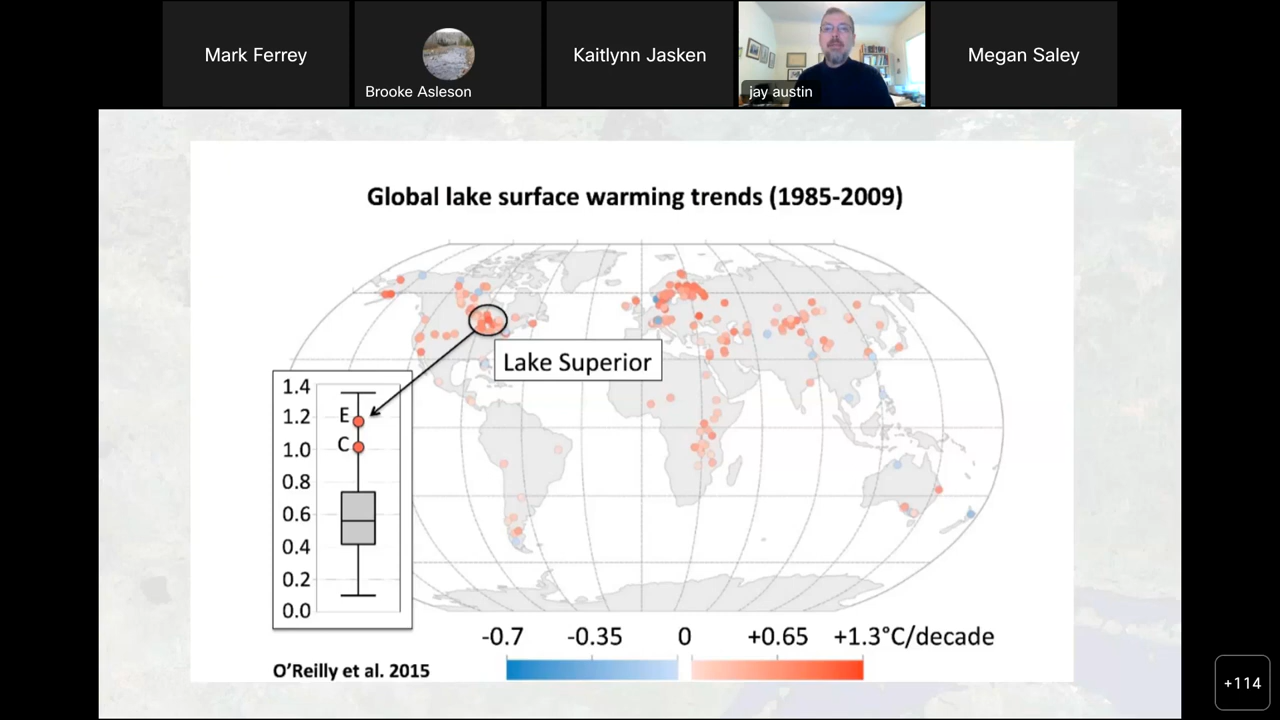 Mark Ferrey
Brooke Asleson
Kaitlynn Jasken
jay austin
Megan Saley
Global lake surface warming trends (1985-2009)
Lake Superior
1.4
1.2
E
1.0
C
0.8
0.6
0.4
0.2
0.0
-0.7 -0.35 0 +0.65 +1.3°C/decade
O'Reilly et al. 2015
+114